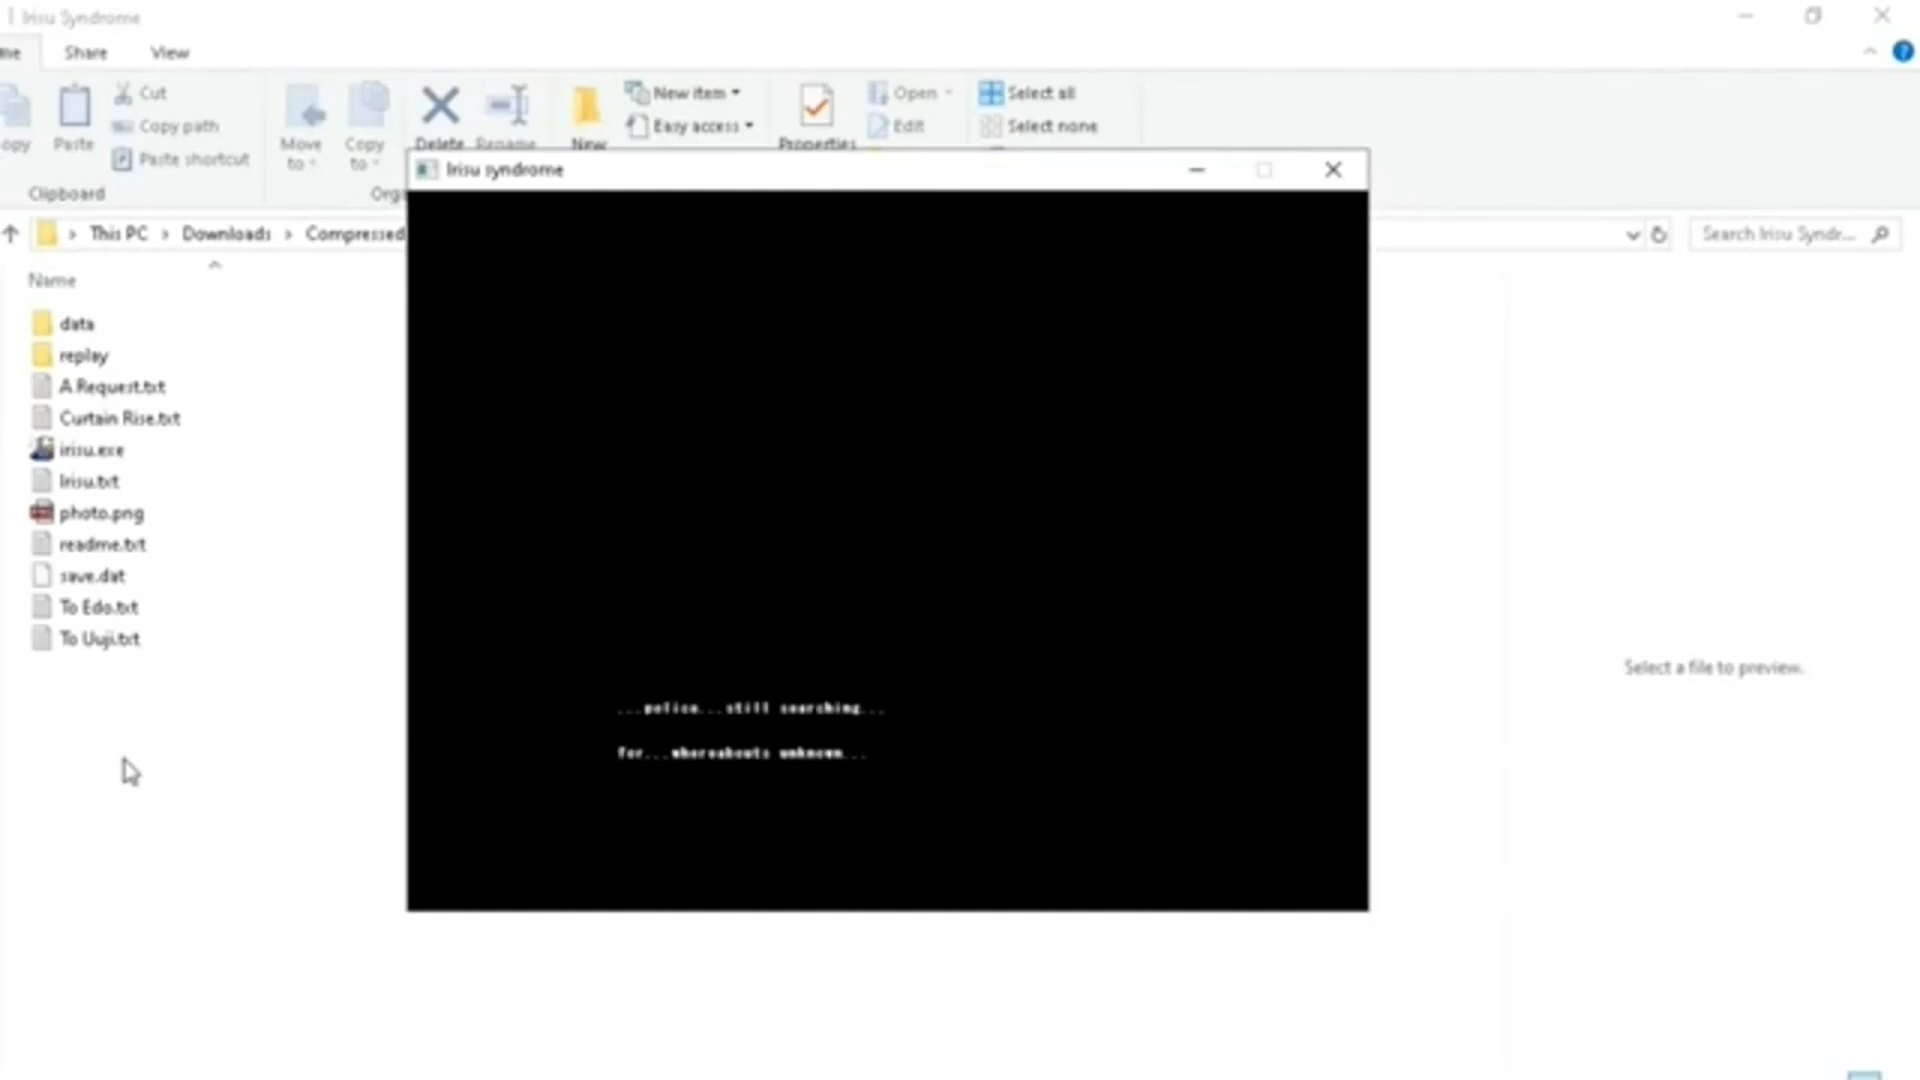 Irisu Syndrome
me Share View
opy
Paste
Cut
Copy path
Paste shortcut
Move to
Copy to
Delete
Rename
New
New item
Easy access
Properties
Open
Edit
Select all
Select none
Clipboard
Orga
Irisu syndrome
This PC > Downloads > Compressed
Search Irisu Syndr...
Name
data
replay
A Request.txt
Curtain Rise.txt
irisu.exe
Irisu.txt
photo.png
readme.txt
save.dat
To Edo.txt
To Uuji.txt
Select a file to preview.
...police...still searching...
for...whereabouts unknown...